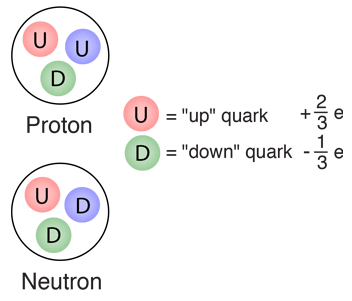 U U
D
Proton
U = "up" quark +2/3 e
D = "down" quark -1/3 e
U D
D
Neutron